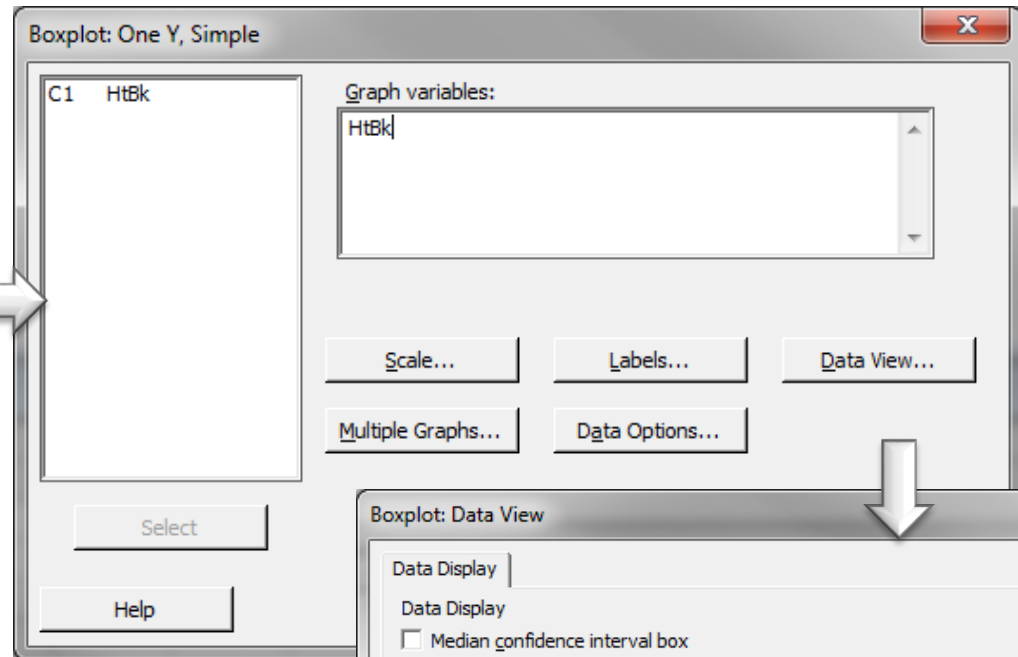 Boxplot: One Y, Simple
x
C1 HtBk
Graph variables:
HtBk
Scale...
Labels...
Data View...
Multiple Graphs...
Data Options...
Select
Help
Boxplot: Data View
Data Display
Data Display
Median confidence interval box